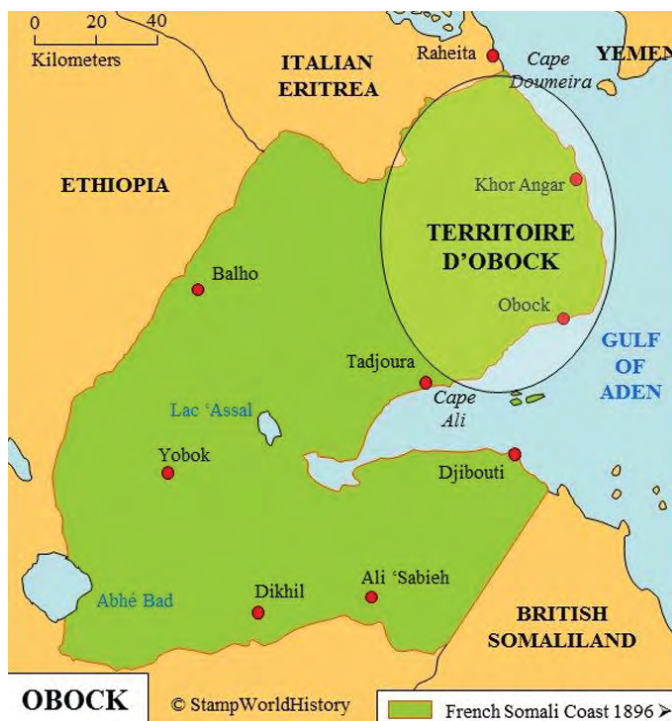 0 20 40
Kilometers
ITALIAN
ERITREA
Raheita
Cape
Doumeira
YEMEN
ETHIOPIA
Khor Angar
TERRITOIRE
D’OBOCK
Balho
Obock
GULF
OF
ADEN
Tadjoura
Cape
Ali
Lac ‘Assal
Yobok
Djibouti
Abhé Bad
Dikhil
Ali ‘Sabieh
BRITISH
SOMALILAND
OBOCK
© StampWorldHistory
French Somali Coast 1896 >